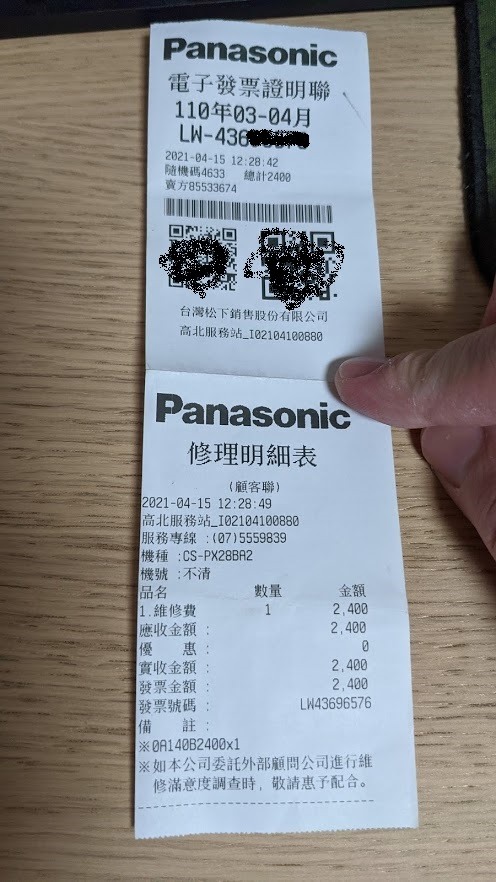 Panasonic
電子發票證明聯
110年03-04月
LW-436
2021-04-15 12:28:42
隨機碼4633 總計2400
賣方85533674
台灣松下銷售股份有限公司
高北服務站_I02104100880
Panasonic
修理明細表
(顧客聯)
2021-04-15 12:28:49
高北服務站_I02104100880
服務專線:(07)5559839
機種:CS-PX28BA2
機號:不清
品名 數量 金額
1.維修費 1 2,400
應收金額: 2,400
優 惠: 0
實收金額: 2,400
發票金額: 2,400
發票號碼: LW43696576
備 註:
※0A140B2400x1
※如本公司委託外部顧問公司進行維
修滿意度調查時,敬請惠予配合。